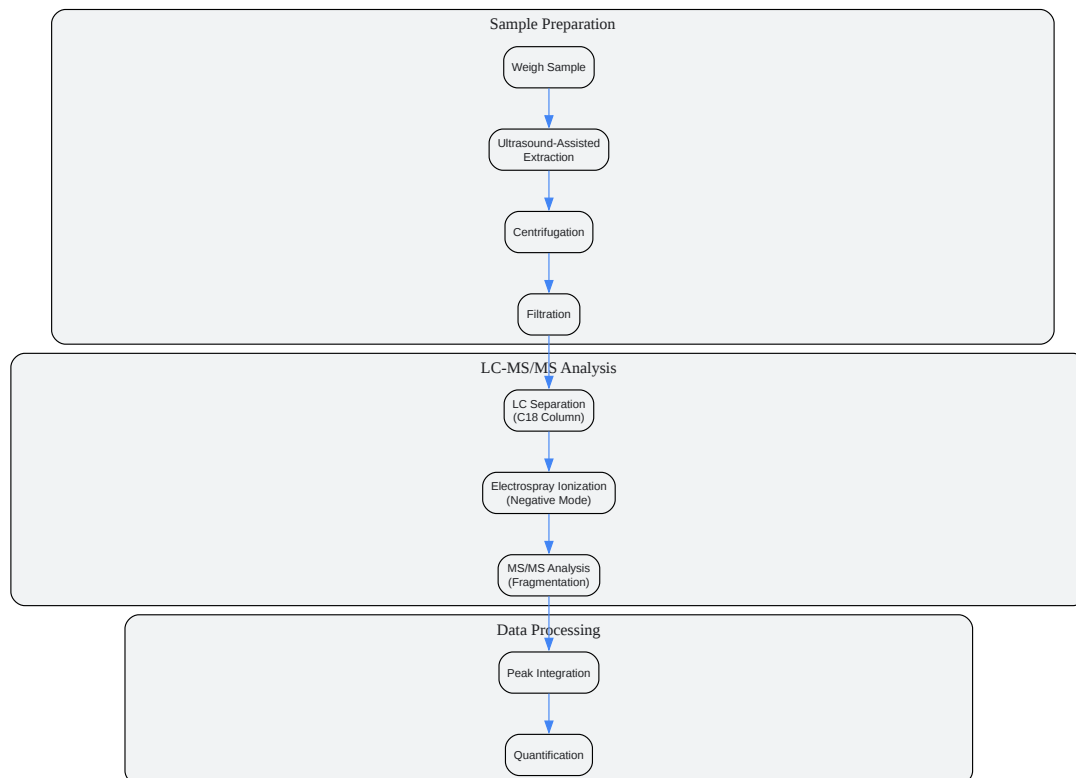 Sample Preparation
Weigh Sample
Ultrasound-Assisted
Extraction
Centrifugation
Filtration
LC-MS/MS Analysis
LC Separation
(C18 Column)
Electrospray Ionization
(Negative Mode)
MS/MS Analysis
(Fragmentation)
Data Processing
Peak Integration
Quantification